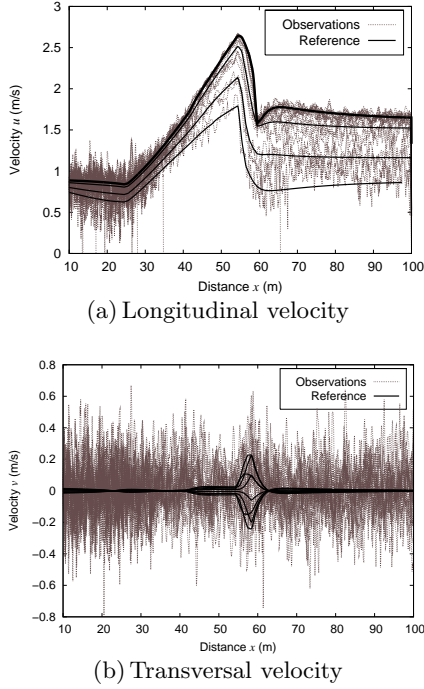 3
2.5
2
1.5
1
0.5
0
Velocity u (m/s)
Observations
Reference
10 20 30 40 50 60 70 80 90 100
Distance x (m)
(a) Longitudinal velocity
0.8
0.6
0.4
0.2
0
−0.2
−0.4
−0.6
−0.8
Velocity v (m/s)
Observations
Reference
10 20 30 40 50 60 70 80 90 100
Distance x (m)
(b) Transversal velocity